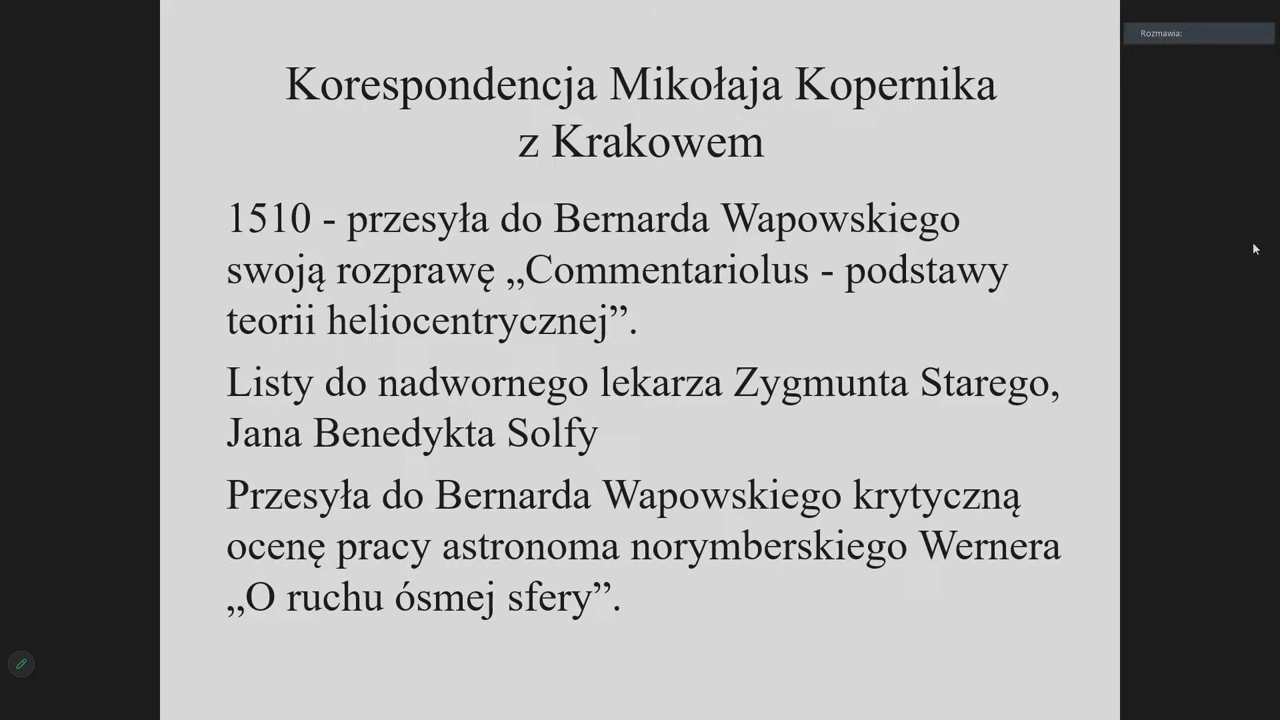 Rozmawia:
Korespondencja Mikołaja Kopernika
z Krakowem
1510 - przesyła do Bernarda Wapowskiego
swoją rozprawę „Commentariolus - podstawy
teorii heliocentrycznej”.
Listy do nadwornego lekarza Zygmunta Starego,
Jana Benedykta Solfy
Przesyła do Bernarda Wapowskiego krytyczną
ocenę pracy astronoma norymberskiego Wernera
„O ruchu ósmej sfery”.